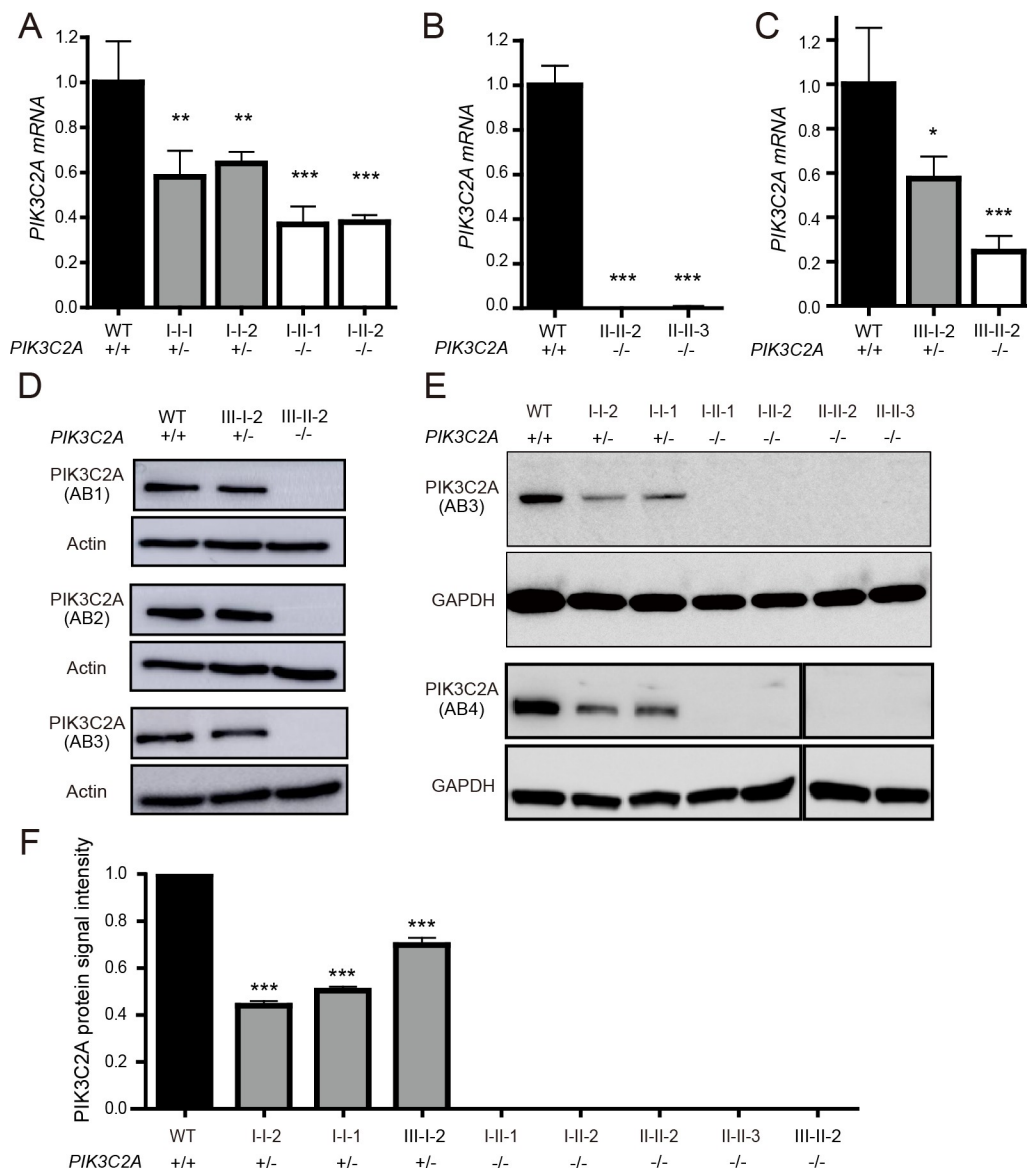 A
PIK3C2A mRNA
1.2
1.0
0.8
0.6
0.4
0.2
0.0
** ** *** ***
WT I-I-I I-I-2 I-II-1 I-II-2
PIK3C2A +/+ +/- +/- -/- -/-
B
PIK3C2A mRNA
1.2
1.0
0.8
0.6
0.4
0.2
0.0
*** ***
WT II-II-2 II-II-3
PIK3C2A +/+ -/- -/-
C
PIK3C2A mRNA
1.2
1.0
0.8
0.6
0.4
0.2
0.0
* ***
WT III-I-2 III-II-2
PIK3C2A +/+ +/- -/-
D
WT III-I-2 III-II-2
PIK3C2A +/+ +/- -/-
PIK3C2A
(AB1)
Actin
PIK3C2A
(AB2)
Actin
PIK3C2A
(AB3)
Actin
E
WT I-I-2 I-I-1 I-II-1 I-II-2 II-II-2 II-II-3
PIK3C2A +/+ +/- +/- -/- -/- -/- -/-
PIK3C2A
(AB3)
GAPDH
PIK3C2A
(AB4)
GAPDH
F
PIK3C2A protein signal intensity
1.0
0.8
0.6
0.4
0.2
0.0
*** *** ***
WT I-I-2 I-I-1 III-I-2 I-II-1 I-II-2 II-II-2 II-II-3 III-II-2
PIK3C2A +/+ +/- +/- +/- -/- -/- -/- -/- -/-